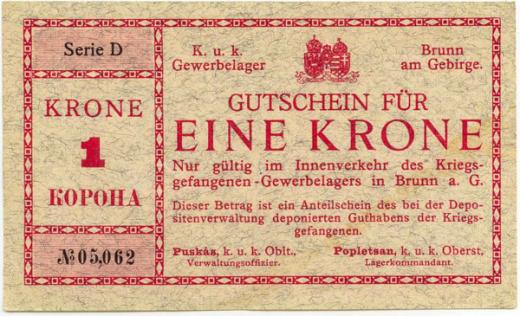 Serie D
KRONE
1
КОРОНА
№ 05,062
K. u. k.
Gewerbelager
Brunn
am Gebirge.
GUTSCHEIN FÜR
EINE KRONE
Nur gültig im Innenverkehr des Kriegs-
gefangenen-Gewerbelagers in Brunn a. G.
Dieser Betrag ist ein Anteilschein des bei der Depo-
sitenverwaltung deponierten Guthabens der Kriegs-
gefangenen.
Puskás, k. u. k. Oblt.,
Verwaltungsoffizier.
Popletsan, k. u. k. Oberst,
Lagerkommandant.